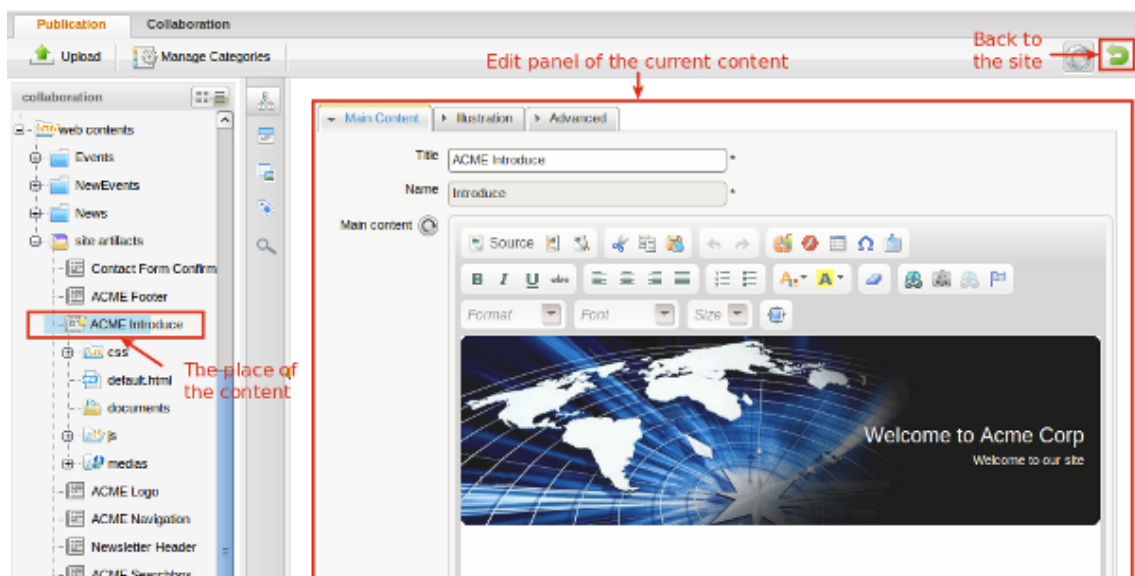 Publication Collaboration
Upload Manage Categories
Edit panel of the current content
Back to
the site
collaboration
web contents
Events
NewEvents
News
site artifacts
Contact Form Confirm
ACME Footer
ACME Introduce
css
default.html
documents
js
medias
ACME Logo
ACME Navigation
Newsletter Header
ACME Searchbox
The place of
the content
Main Content Illustration Advanced
Title ACME Introduce *
Name Introduce *
Main content
Source
B I U abc
Format Font Size
Welcome to Acme Corp
Welcome to our site